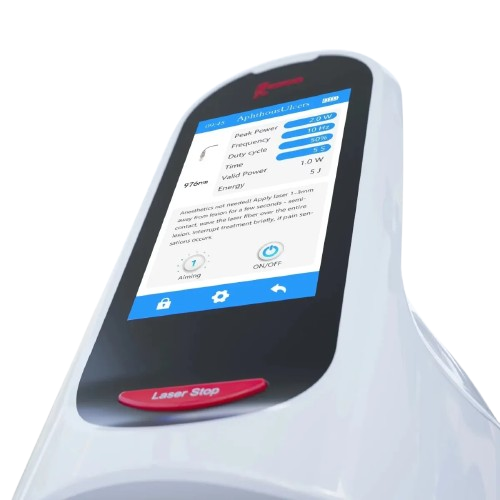 AphthousUlcers
Peak Power 2.0 W
Frequency 10 Hz
Duty cycle 50%
Time 5 S
Valid Power 1.0 W
Energy 5 J
976nm
Anesthetics not needed! Apply laser 1-3mm
away from lesion for a few seconds - semi-
contact, wave the laser fiber over the entire
lesion, interrupt treatment briefly, if pain sen-
sations occurs.
1
Aiming
ON/OFF
Laser Stop